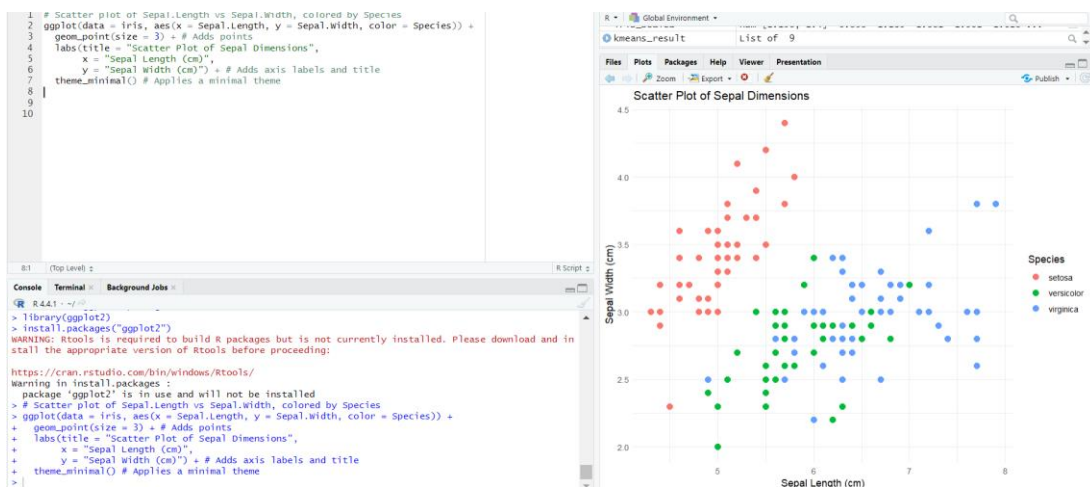 1 # Scatter plot of Sepal.Length vs Sepal.Width, colored by Species
2 ggplot(data = iris, aes(x = Sepal.Length, y = Sepal.Width, color = Species)) +
3 geom_point(size = 3) + # Adds points
4 labs(title = "Scatter Plot of Sepal Dimensions",
5 x = "Sepal Length (cm)",
6 y = "Sepal Width (cm)") + # Adds axis labels and title
7 theme_minimal() # Applies a minimal theme
8
9
10
8:1 (Top Level) R Script
Console Terminal Background Jobs
R 4.4.1 · ~/
> library(ggplot2)
> install.packages("ggplot2")
WARNING: Rtools is required to build R packages but is not currently installed. Please download and in
stall the appropriate version of Rtools before proceeding:
https://cran.rstudio.com/bin/windows/Rtools/
Warning in install.packages :
package ‘ggplot2’ is in use and will not be installed
> # Scatter plot of Sepal.Length vs Sepal.Width, colored by Species
> ggplot(data = iris, aes(x = Sepal.Length, y = Sepal.Width, color = Species)) +
+ geom_point(size = 3) + # Adds points
+ labs(title = "Scatter Plot of Sepal Dimensions",
+ x = "Sepal Length (cm)",
+ y = "Sepal Width (cm)") + # Adds axis labels and title
+ theme_minimal() # Applies a minimal theme
>
R Global Environment
kmeans_result List of 9
Files Plots Packages Help Viewer Presentation
Zoom Export Publish
Scatter Plot of Sepal Dimensions
4.5
4.0
3.5
3.0
2.5
2.0
Sepal Width (cm)
5 6 7 8
Sepal Length (cm)
Species
setosa
versicolor
virginica